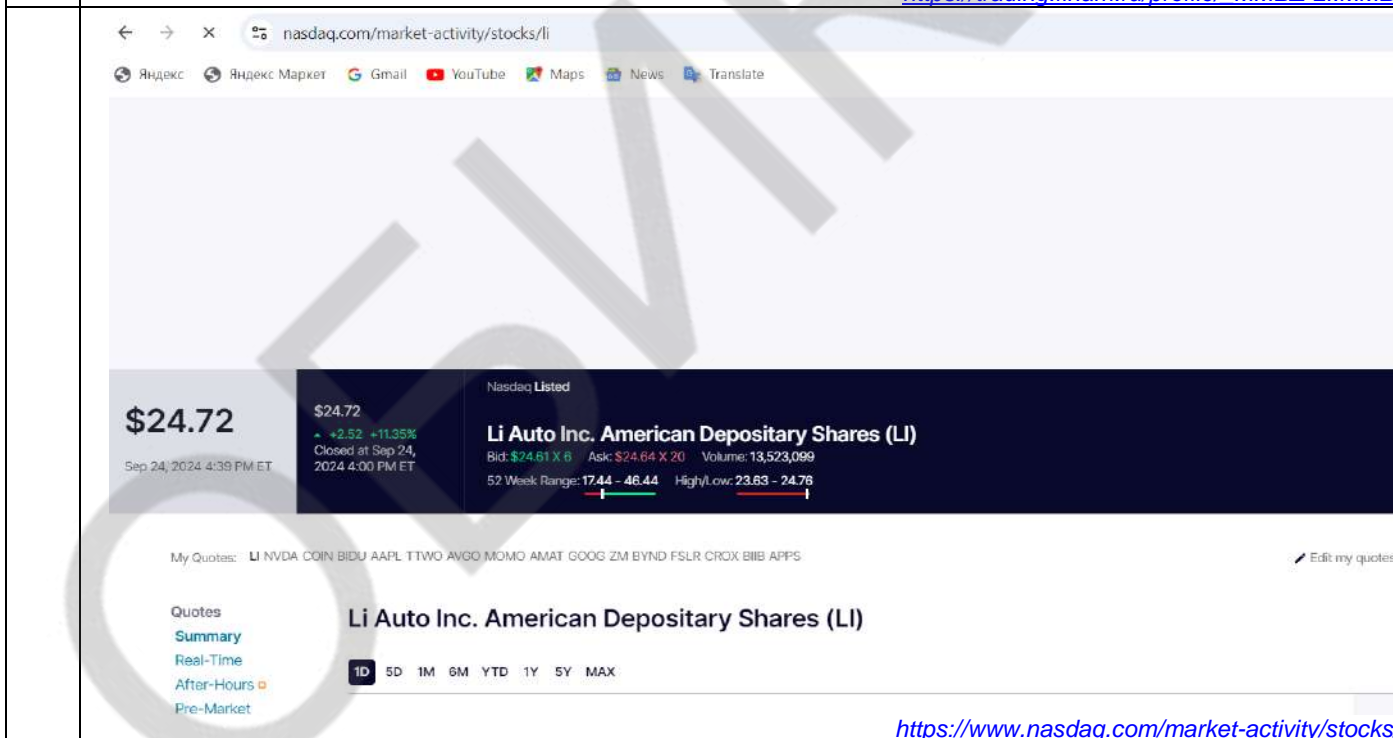 nasdaq.com/market-activity/stocks/li
Яндекс Яндекс Маркет Gmail YouTube Maps News Translate
Nasdaq Listed
$24.72
$24.72
Li Auto Inc. American Depositary Shares (LI)
+2.52 +11.35%
Closed at Sep 24,
2024 4:00 PM ET
Bid: $24.61 X 6 Ask: $24.64 X 20 Volume: 13,523,099
Sep 24, 2024 4:39 PM ET
52 Week Range: 17.44 - 46.44 High/Low: 23.63 - 24.76
My Quotes: LI NVDA COIN BIDU AAPL TTWO AVGO MOMO AMAT GOOG ZM BYND FSLR CROX BIIB APPS
Edit my quotes
Quotes
Li Auto Inc. American Depositary Shares (LI)
Summary
Real-Time
1D 5D 1M 6M YTD 1Y 5Y MAX
After-Hours
Pre-Market
https://www.nasdaq.com/market-activity/stocks